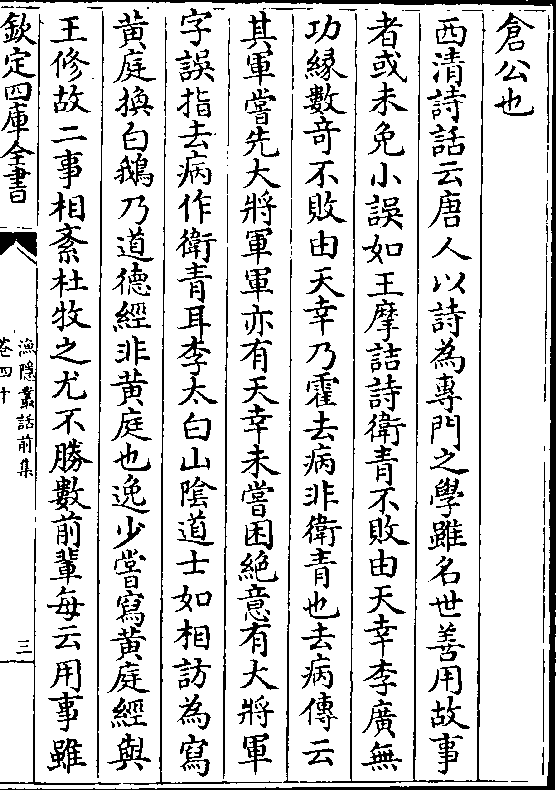 倉公也
西清詩話云唐人以詩為專門之學雖名世善用故事
者或未免小誤如王摩詰詩衛青不敗由天幸李廣無
功緣數奇不敗由天幸乃霍去病非衛青也去病傳云
其軍嘗先大將軍軍亦有天幸未嘗困絶意有大將軍
字誤指去病作衛青耳李太白山陰道士如相訪為寫
黄庭換白鵝乃道德經非黄庭也逸少嘗寫黄庭經與
王修故二事相紊杜牧之尤不勝數前輩每云用事雖
欽定四庫全書
漁隱叢話前集
卷四十
三